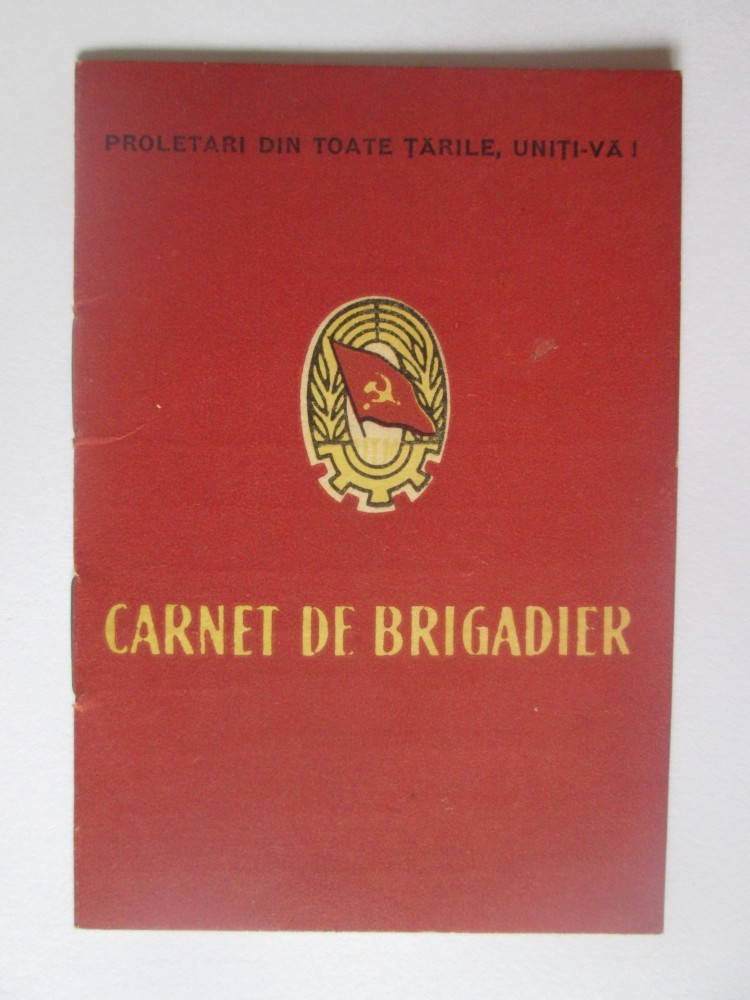 PROLETARI DIN TOATE ȚĂRILE, UNIȚI-VĂ !
CARNET DE BRIGADIER